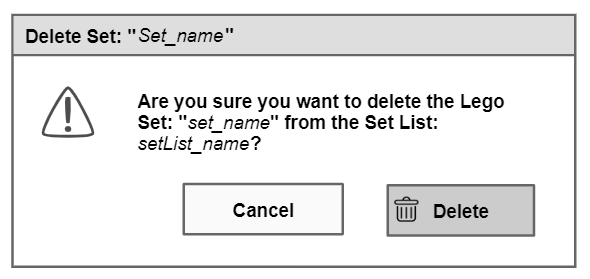 Delete Set: "Set_name"
Are you sure you want to delete the Lego
Set: "set_name" from the Set List:
setList_name?
Cancel
Delete